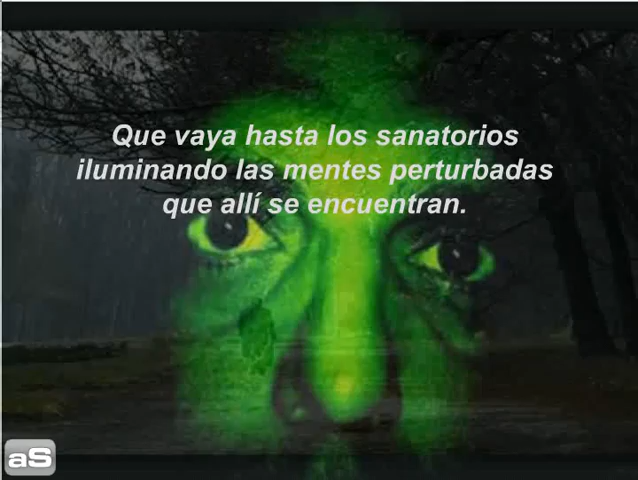 Que vaya hasta los sanatorios
iluminando las mentes perturbadas
que allí se encuentran.
aS